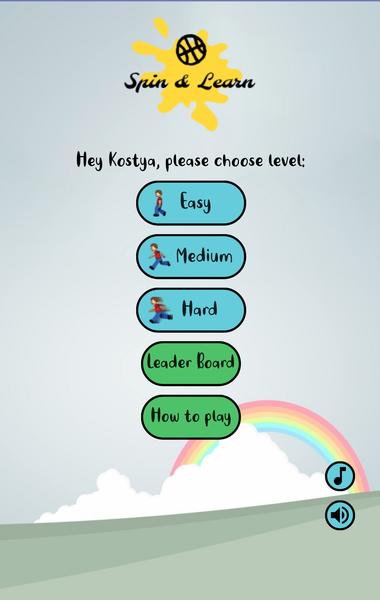 Spin & Learn
Hey Kostya, please choose level:
Easy
Medium
Hard
Leader Board
How to play